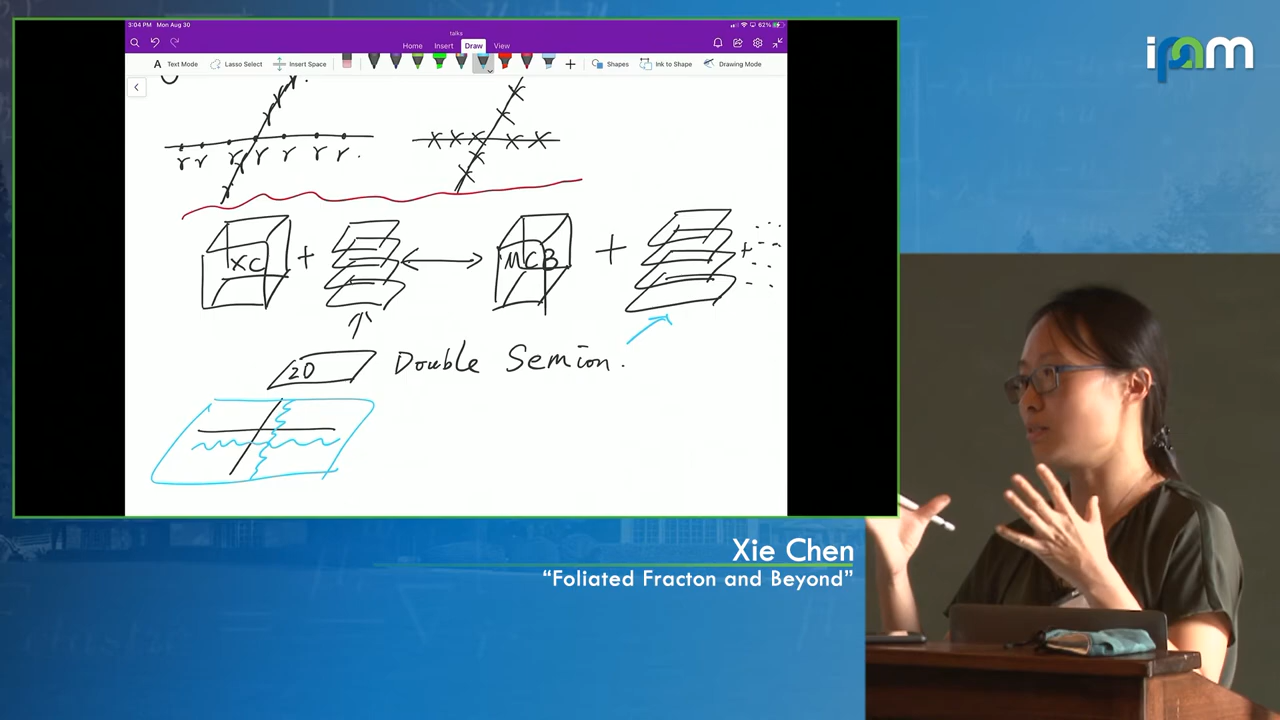 3:04 PM Mon Aug 30
62%
talks
Home Insert Draw View
Text Mode Lasso Select Insert Space Shapes Ink to Shape Drawing Mode
r r r r r r r.
x x x x x
XC + ↔ MCB + +
2D Double Semion.
ipam
Xie Chen
“Foliated Fracton and Beyond”